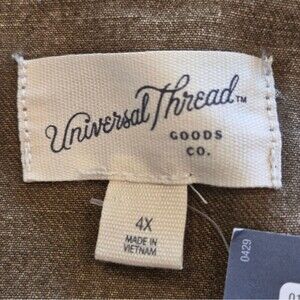 Universal Thread™
GOODS
CO.
4X
MADE IN
VIETNAM
0429